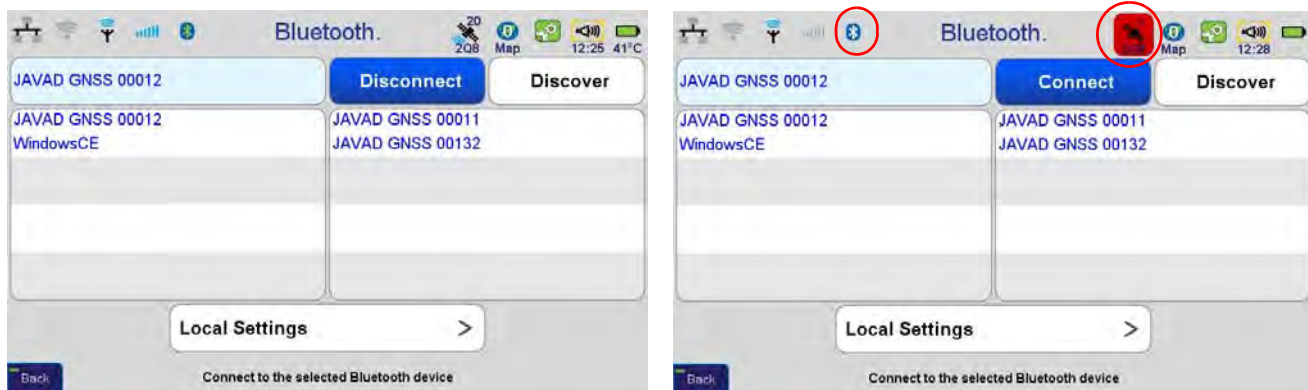 Bluetooth.
20
2Q8
Map
12:25
41°C
JAVAD GNSS 00012
Disconnect
Discover
JAVAD GNSS 00012
WindowsCE
JAVAD GNSS 00011
JAVAD GNSS 00132
Local Settings >
Back
Connect to the selected Bluetooth device
Bluetooth.
Map
12:28
JAVAD GNSS 00012
Connect
Discover
JAVAD GNSS 00012
WindowsCE
JAVAD GNSS 00011
JAVAD GNSS 00132
Local Settings >
Back
Connect to the selected Bluetooth device